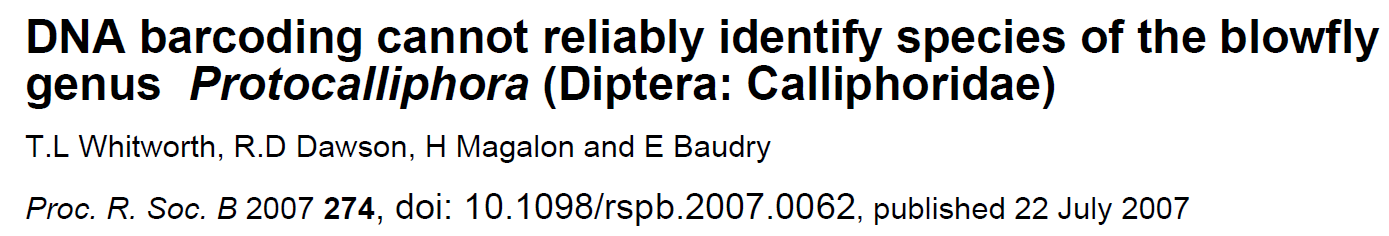 DNA barcoding cannot reliably identify species of the blowfly
genus Protocalliphora (Diptera: Calliphoridae)
T.L Whitworth, R.D Dawson, H Magalon and E Baudry
Proc. R. Soc. B 2007 274, doi: 10.1098/rspb.2007.0062, published 22 July 2007